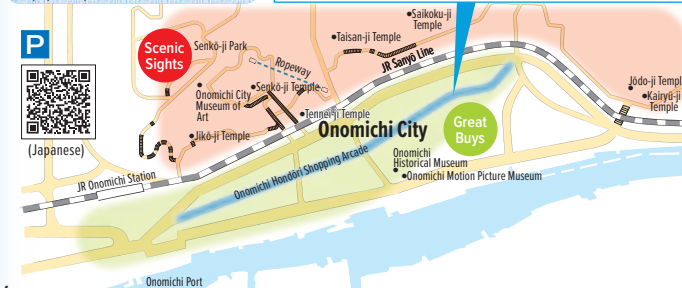 P
(Japanese)
Scenic
Sights
Senkō-ji Park
Taisan-ji Temple
Saikoku-ji
Temple
Ropeway
JR Sanyō Line
Onomichi City
Museum of
Art
Senkō-ji Temple
Tennei-ji Temple
Jikō-ji Temple
Onomichi City
Great
Buys
Jōdo-ji Temple
Kairyū-ji
Temple
JR Onomichi Station
Onomichi Hondōri Shopping Arcade
Onomichi
Historical Museum
Onomichi Motion Picture Museum
Onomichi Port